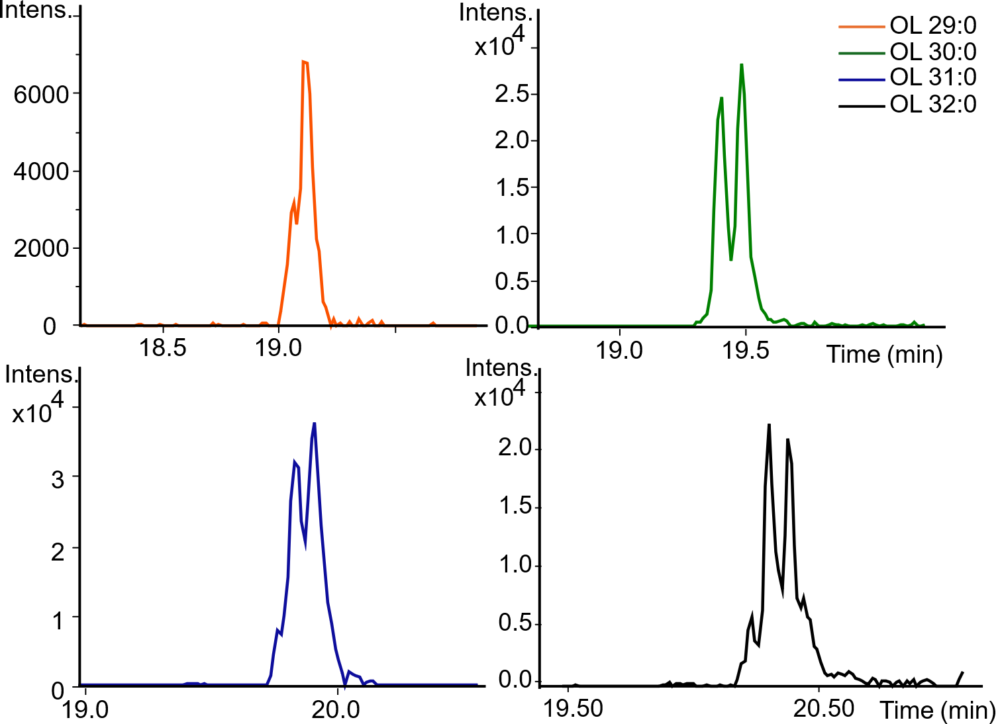 Intens.
6000
4000
2000
0
18.5 19.0
Intens.
x10^4
2.5
2.0
1.5
1.0
0.5
0.0
19.0 19.5 Time (min)
OL 29:0
OL 30:0
OL 31:0
OL 32:0
Intens.
x10^4
3
2
1
0
19.0 20.0
Intens.
x10^4
2.0
1.5
1.0
0.5
0.0
19.50 20.50 Time (min)